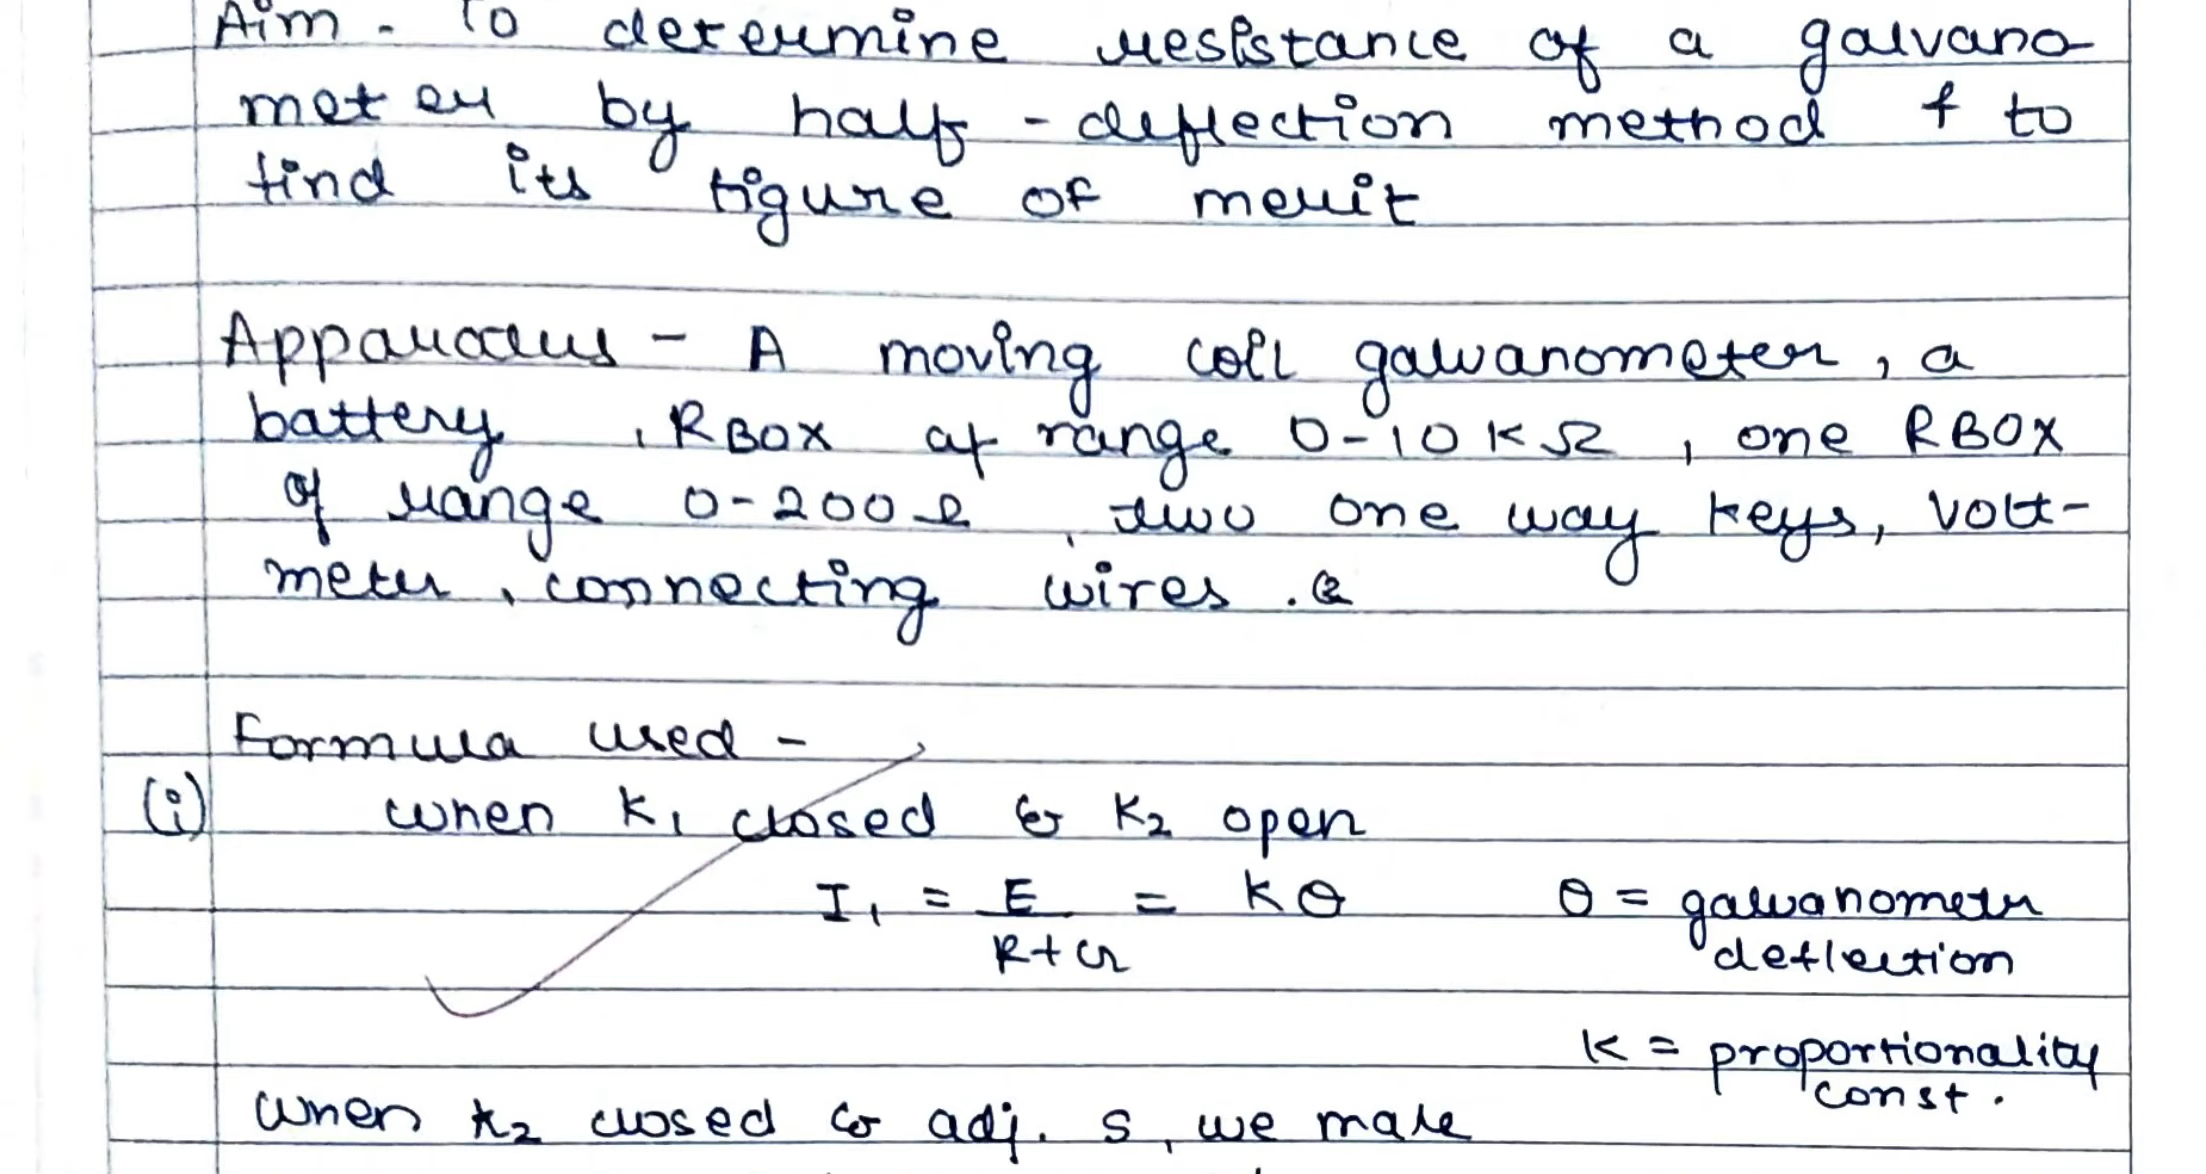 Aim - To determine resistance of a galvano
meter by half - deflection method & to
find its figure of merit
Apparatus - A moving coil galvanometer, a
battery, R BOX of range 0-10 KΩ, one R BOX
of range 0-200 Ω, two one way keys, volt-
meter, connecting wires.
Formula used -
(i) when K₁ closed & K₂ open
I₁ = E/(R+G) = Kθ θ = galvanometer
deflection
K = proportionality
const.
when K₂ closed & adj. S, we make